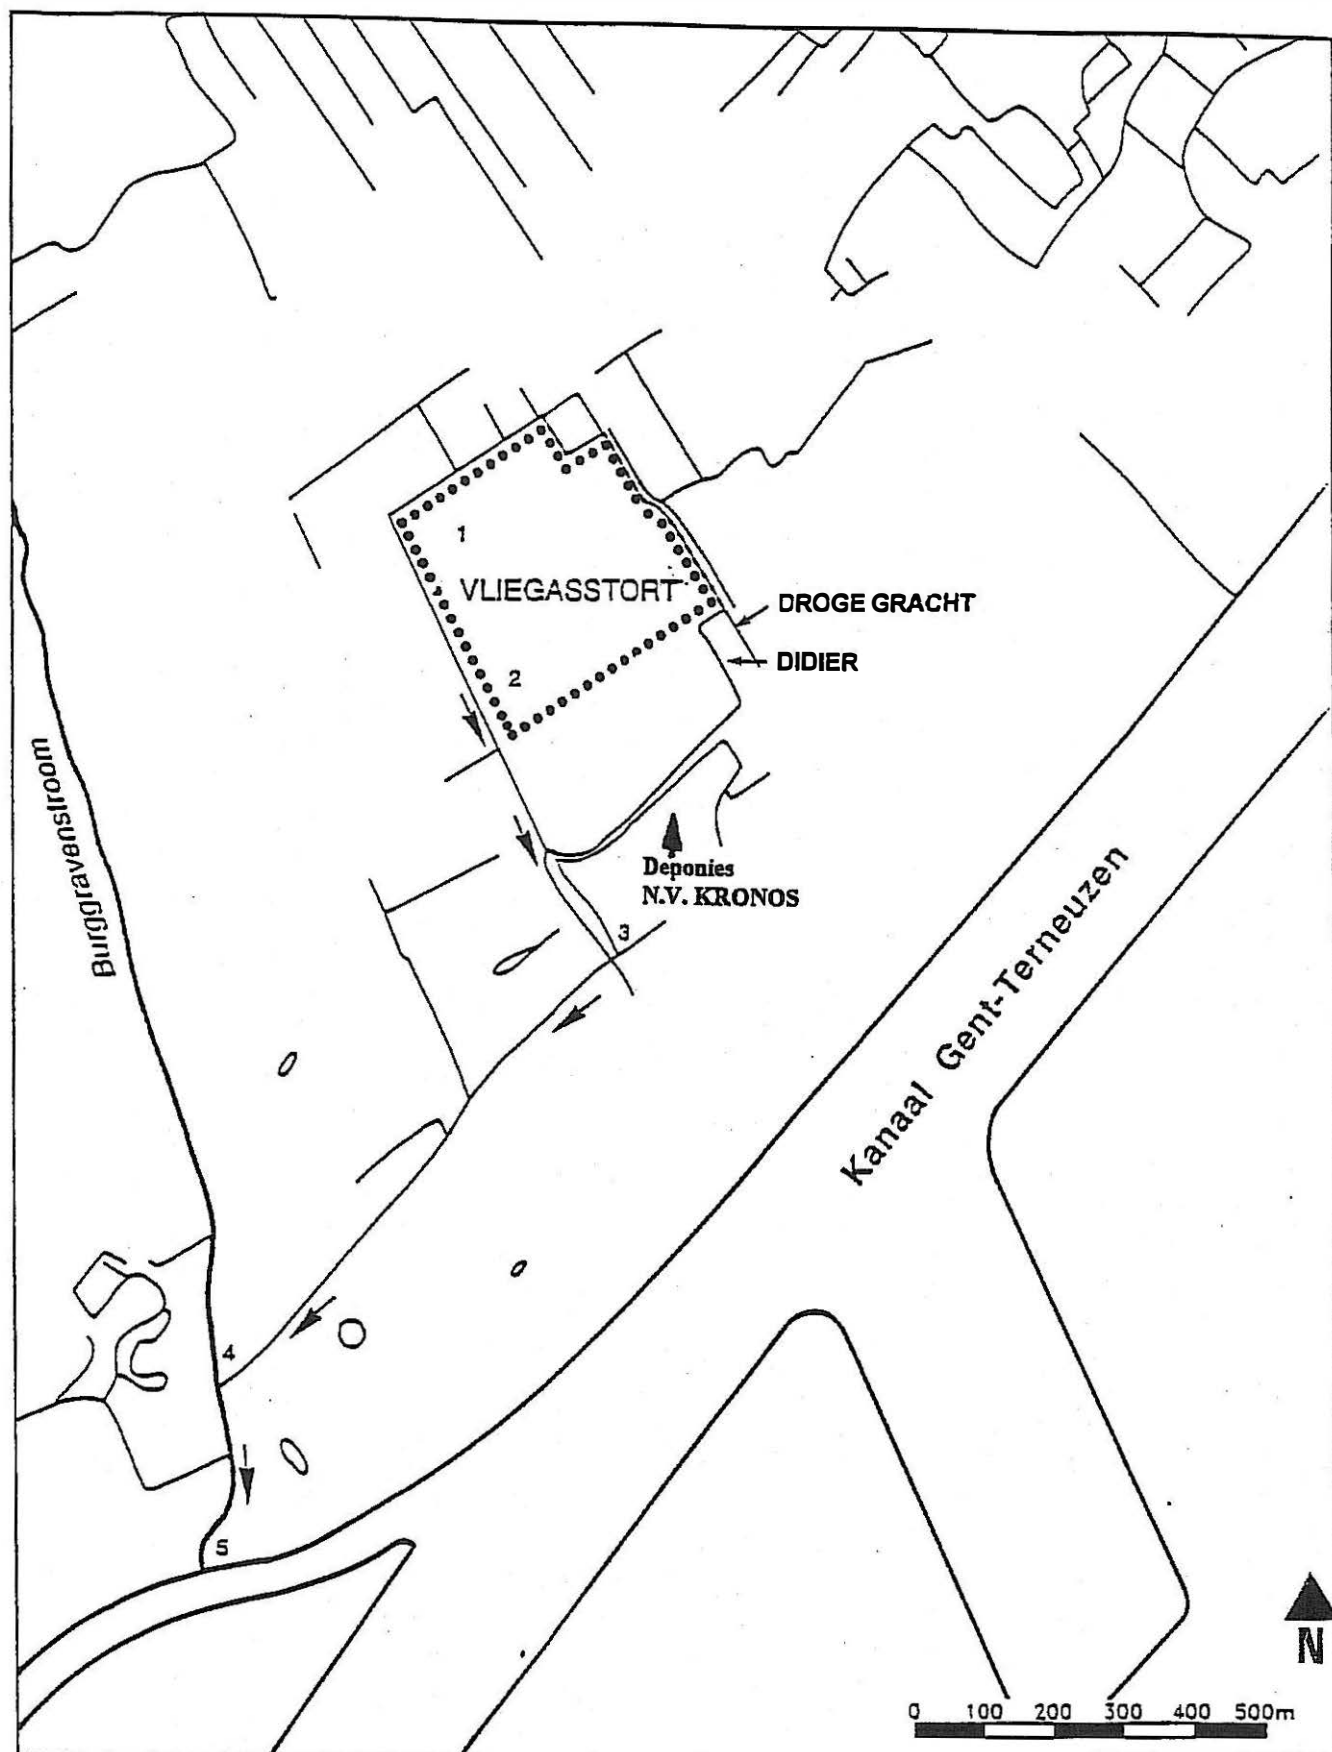 1
VLIEGASSTORT
DROGE GRACHT
DIDIER
2
Burggravenstroom
Deponies
N.V. KRONOS
3
Kanaal Gent-Terneuzen
4
5
N
0 100 200 300 400 500m